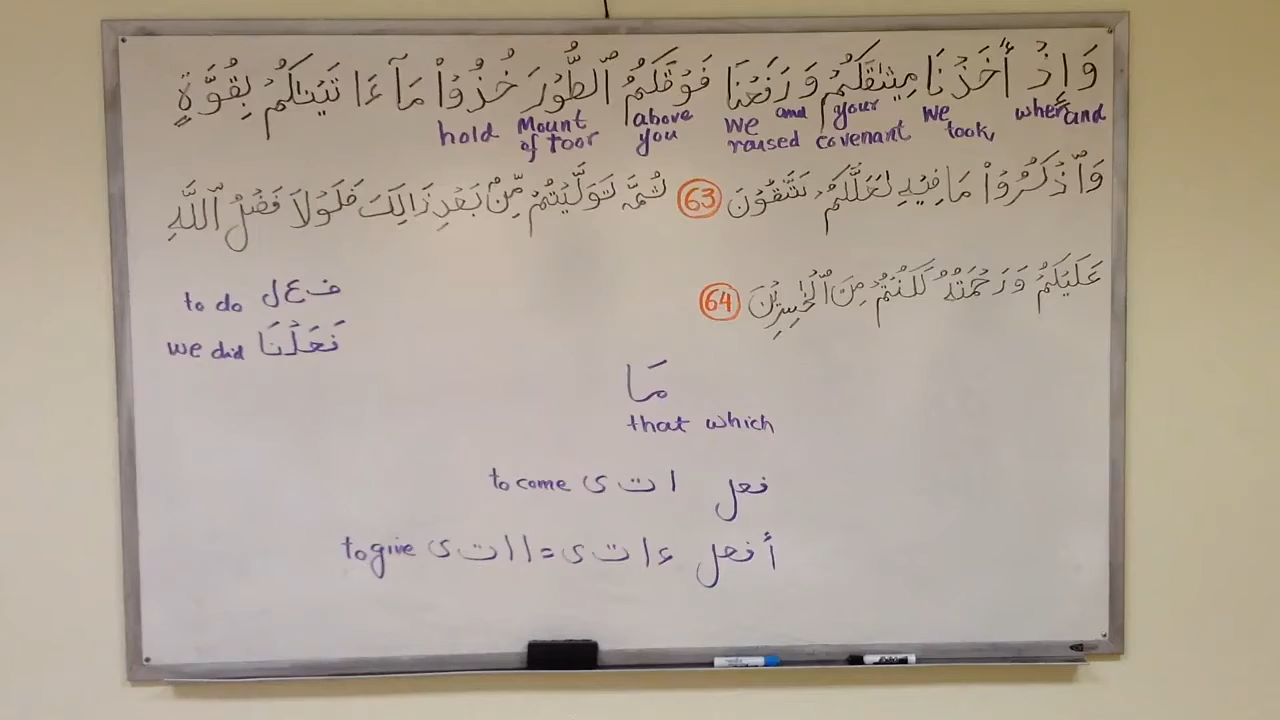 وَإِذْ أَخَذْنَا مِيثَٰقَكُمْ وَرَفَعْنَا فَوْقَكُمُ ٱلطُّورَ خُذُوا۟ مَآ ءَاتَيْنَٰكُمْ بِقُوَّةٍ
hold Mount of toor above you we raised and your covenant we took, when and
وَٱذْكُرُوا۟ مَا فِيهِ لَعَلَّكُمْ تَتَّقُونَ 63 ثُمَّ تَوَلَّيْتُمْ مِّنْ بَعْدِ ذَالِكَ فَلَوْلَا فَضْلُ ٱللَّهِ
عَلَيْكُمْ وَرَحْمَتُهُ لَكُنْتُمْ مِنَ ٱلْخَٰسِرِينَ 64
to do ف ع ل
we did فَعَلْنَا
مَا
that which
فعل ا ت ى to come
أفعل ءا ت ى = ا ا ت ى to give